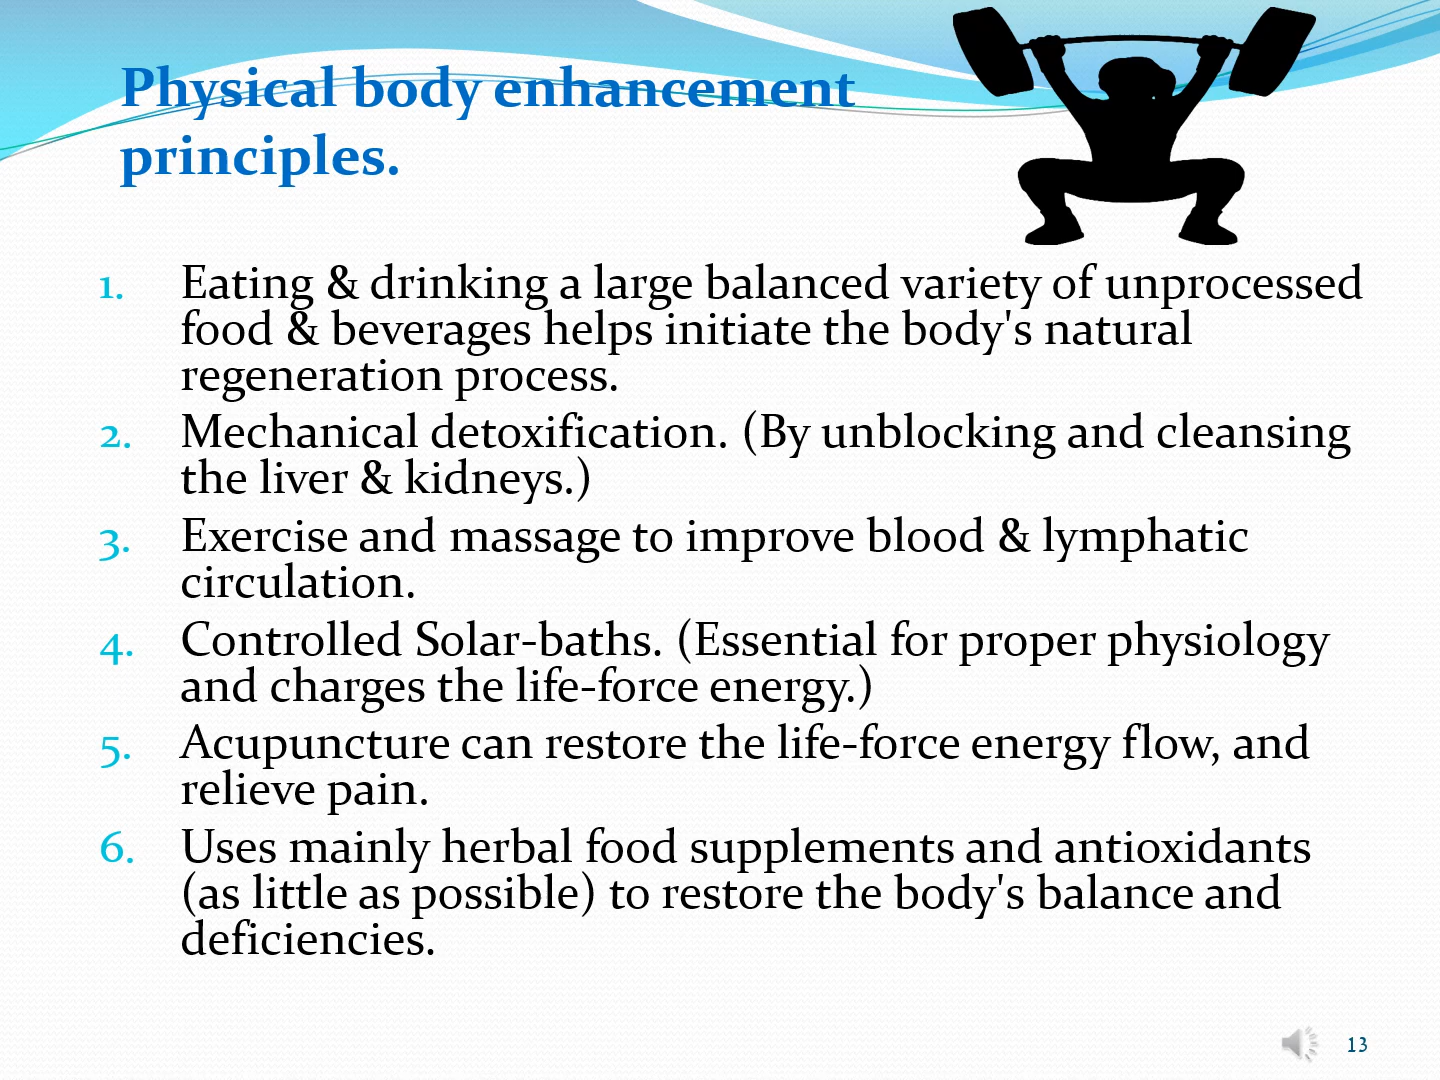 Physical body enhancement
principles.
1. Eating & drinking a large balanced variety of unprocessed
food & beverages helps initiate the body's natural
regeneration process.
2. Mechanical detoxification. (By unblocking and cleansing
the liver & kidneys.)
3. Exercise and massage to improve blood & lymphatic
circulation.
4. Controlled Solar-baths. (Essential for proper physiology
and charges the life-force energy.)
5. Acupuncture can restore the life-force energy flow, and
relieve pain.
6. Uses mainly herbal food supplements and antioxidants
(as little as possible) to restore the body's balance and
deficiencies.
13